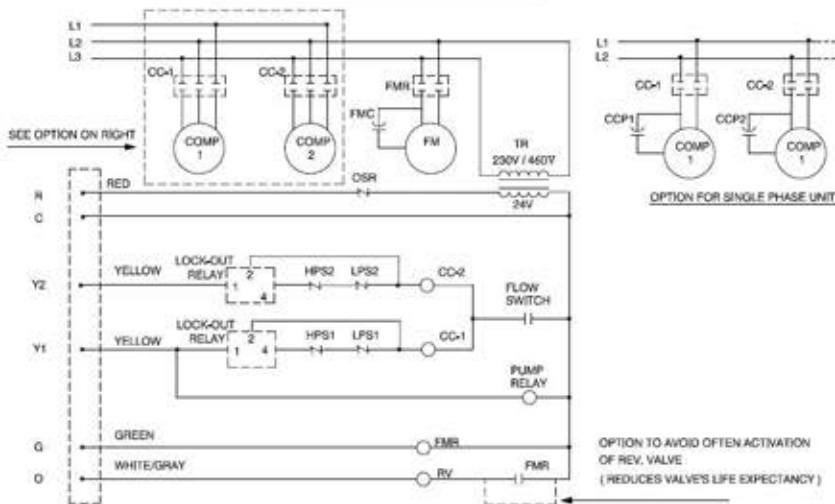 L1
L2
L3
CC-1
CC-2
FMR
FMC
COMP 1
COMP 2
FM
TR
230V / 460V
24V
SEE OPTION ON RIGHT
L1
L2
CC-1
CC-2
CCP1
CCP2
COMP 1
COMP 1
OPTION FOR SINGLE PHASE UNIT
R
RED
OSR
C
Y2
YELLOW
LOCK-OUT
RELAY
2
1
4
HPS2
LPS2
CC-2
FLOW
SWITCH
Y1
YELLOW
LOCK-OUT
RELAY
2
1
4
HPS1
LPS1
CC-1
PUMP
RELAY
G
GREEN
FMR
O
WHITE/GRAY
RV
FMR
OPTION TO AVOID OFTEN ACTIVATION
OF REV. VALVE
( REDUCES VALVE'S LIFE EXPECTANCY )